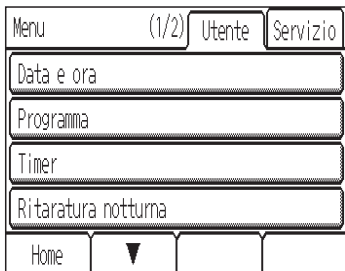 Menu (1/2) Utente Servizio
Data e ora
Programma
Timer
Ritaratura notturna
Home ▼